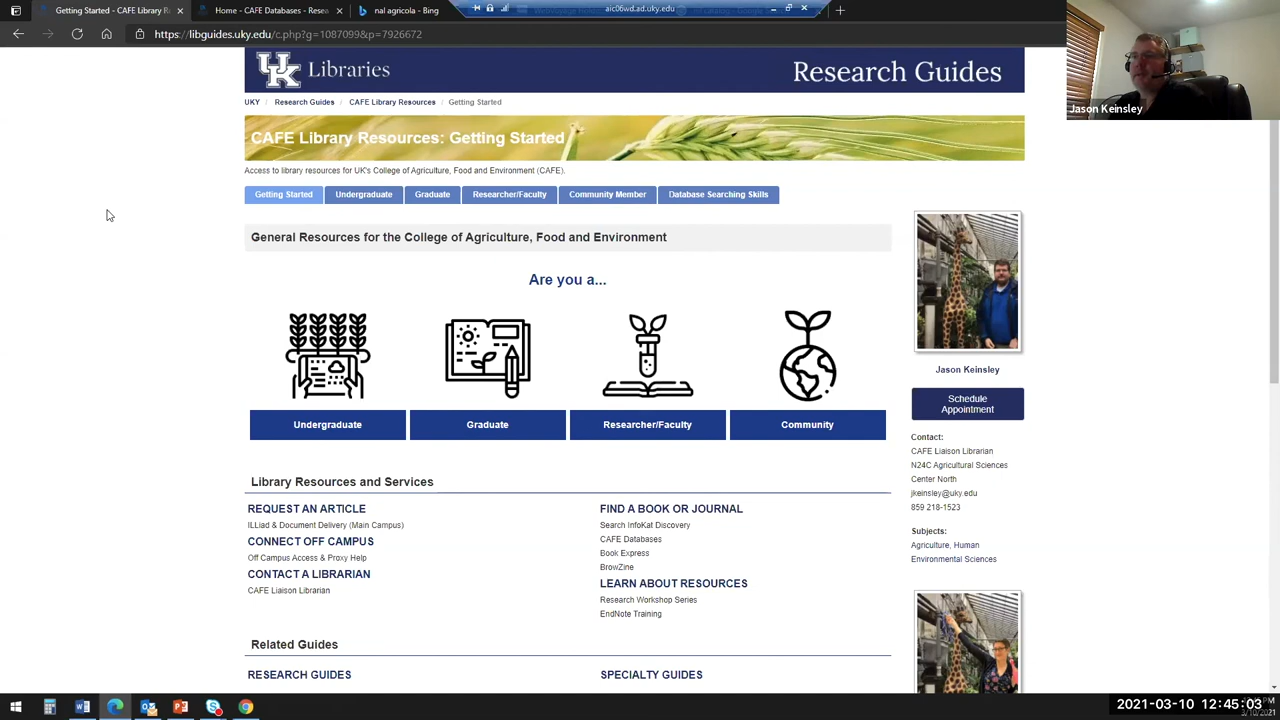 Getting Started - CAFE Library R
Home - CAFE Databases - Resea
nal agricola - Bing
aic06wd.ad.uky.edu
https://libguides.uky.edu/c.php?g=1087099&p=7926672
UK Libraries
Research Guides
UKY / Research Guides / CAFE Library Resources / Getting Started
CAFE Library Resources: Getting Started
Access to library resources for UK's College of Agriculture, Food and Environment (CAFE).
Getting Started
Undergraduate
Graduate
Researcher/Faculty
Community Member
Database Searching Skills
General Resources for the College of Agriculture, Food and Environment
Are you a...
Undergraduate
Graduate
Researcher/Faculty
Community
Library Resources and Services
REQUEST AN ARTICLE
ILLiad & Document Delivery (Main Campus)
CONNECT OFF CAMPUS
Off Campus Access & Proxy Help
CONTACT A LIBRARIAN
CAFE Liaison Librarian
FIND A BOOK OR JOURNAL
Search InfoKat Discovery
CAFE Databases
Book Express
BrowZine
LEARN ABOUT RESOURCES
Research Workshop Series
EndNote Training
Related Guides
RESEARCH GUIDES
SPECIALTY GUIDES
Jason Keinsley
Schedule
Appointment
Contact:
CAFE Liaison Librarian
N24C Agricultural Sciences
Center North
jkeinsley@uky.edu
859 218-1523
Subjects:
Agriculture, Human
Environmental Sciences
Jason Keinsley
2021-03-10 12:45:03